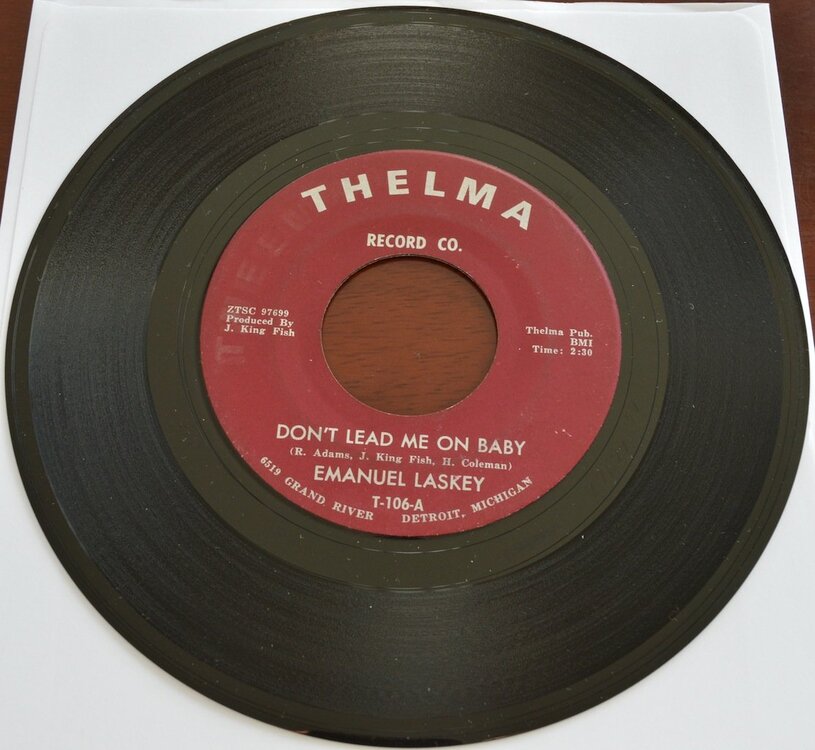 THELMA
RECORD CO.
ZTSC 97699
Produced By
J. King Fish
Thelma Pub.
BMI
Time: 2:30
DON'T LEAD ME ON BABY
(R. Adams, J. King Fish, H. Coleman)
EMANUEL LASKEY
T-106-A
6519 GRAND RIVER DETROIT, MICHIGAN